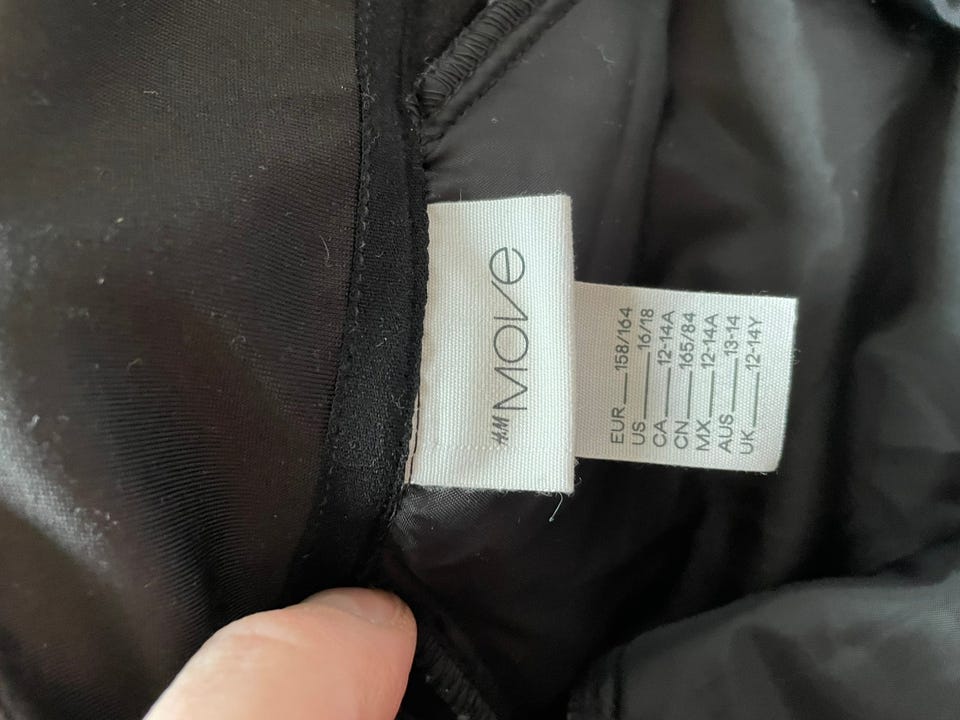 H&M MOVE
EUR 158/164
US 16/18
CA 12-14A
CN 165/84
MX 12-14A
AUS 13-14
UK 12-14Y